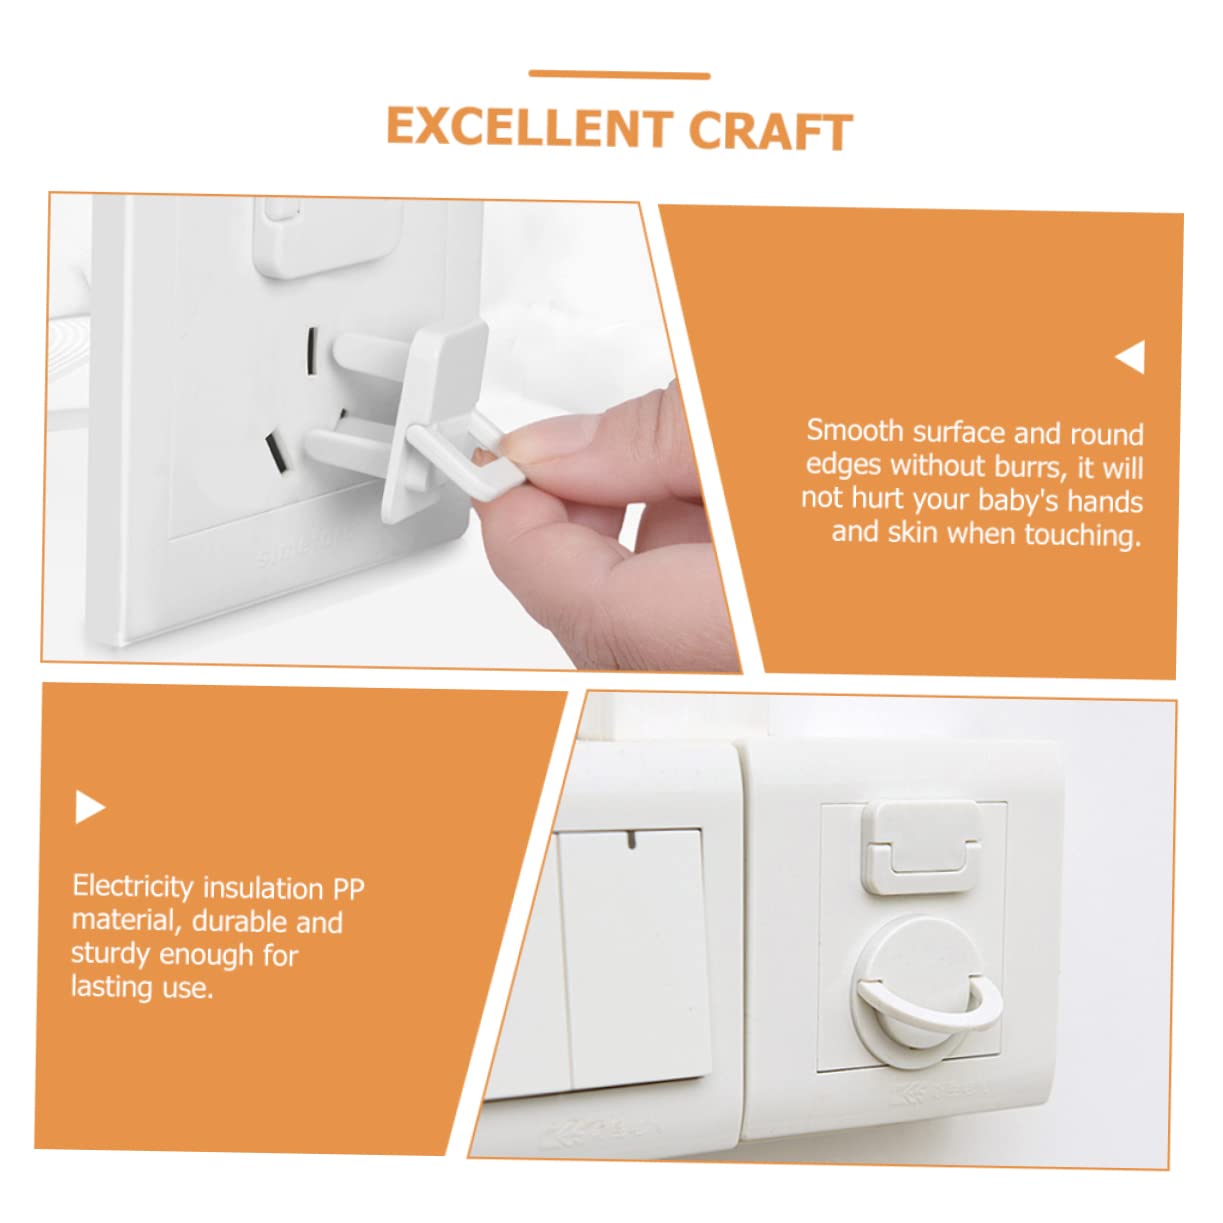 EXCELLENT CRAFT
Smooth surface and round
edges without burrs, it will
not hurt your baby's hands
and skin when touching.
Electricity insulation PP
material, durable and
sturdy enough for
lasting use.